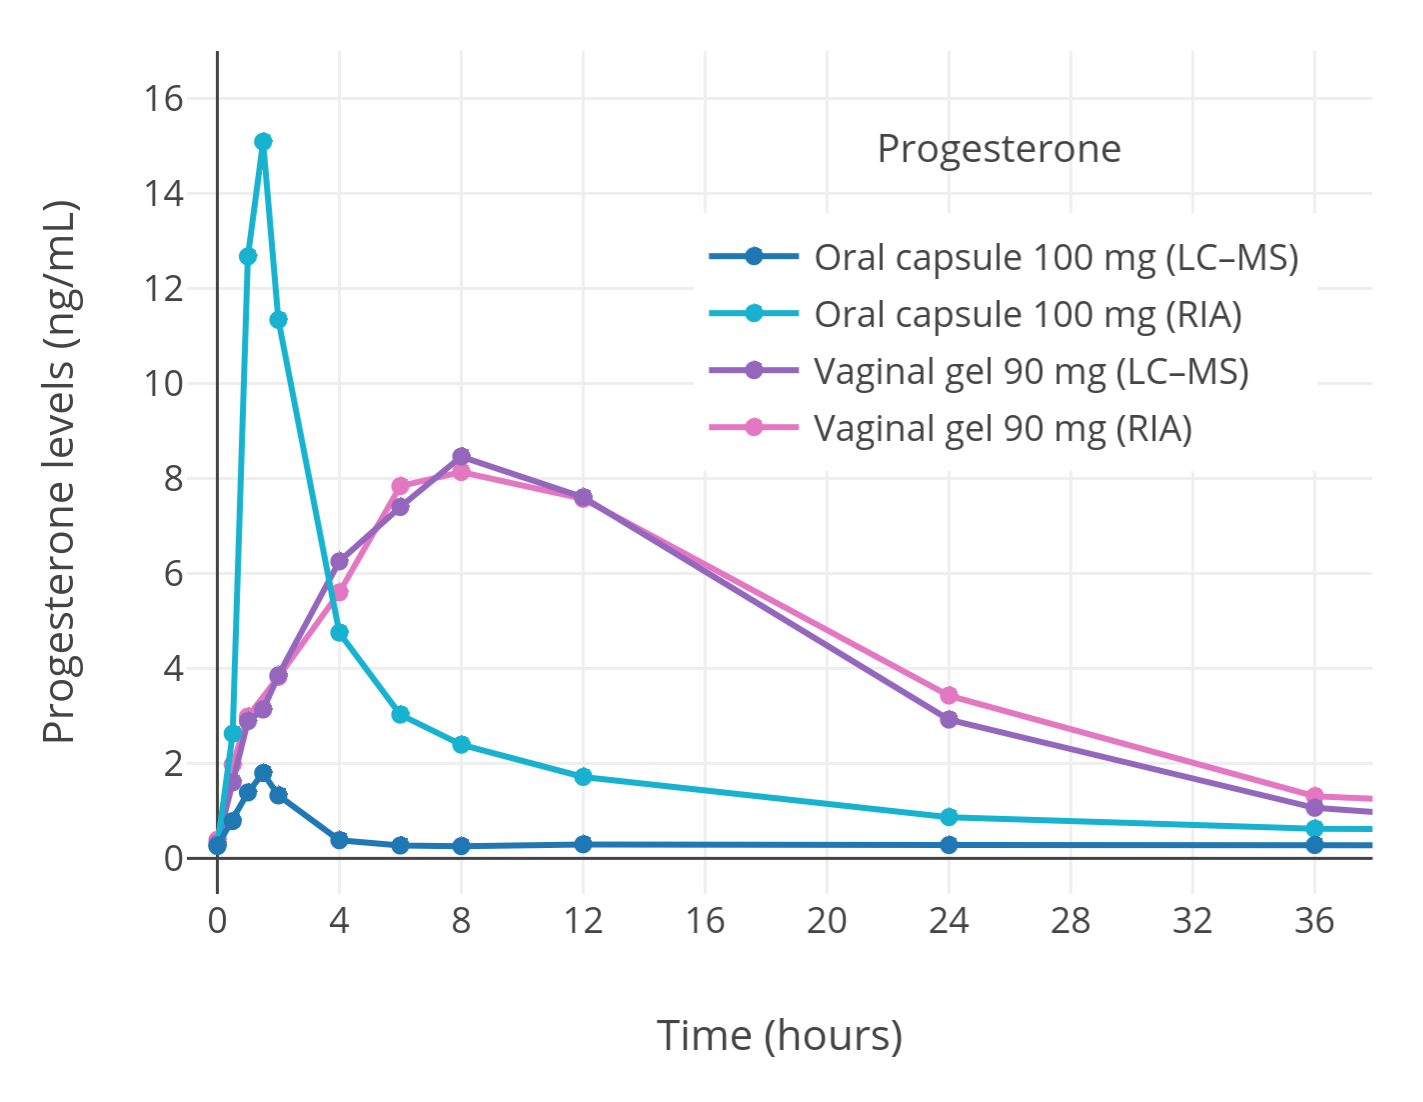 Progesterone levels (ng/mL)
16
14
12
10
8
6
4
2
0
Progesterone
Oral capsule 100 mg (LC–MS)
Oral capsule 100 mg (RIA)
Vaginal gel 90 mg (LC–MS)
Vaginal gel 90 mg (RIA)
0 4 8 12 16 20 24 28 32 36
Time (hours)